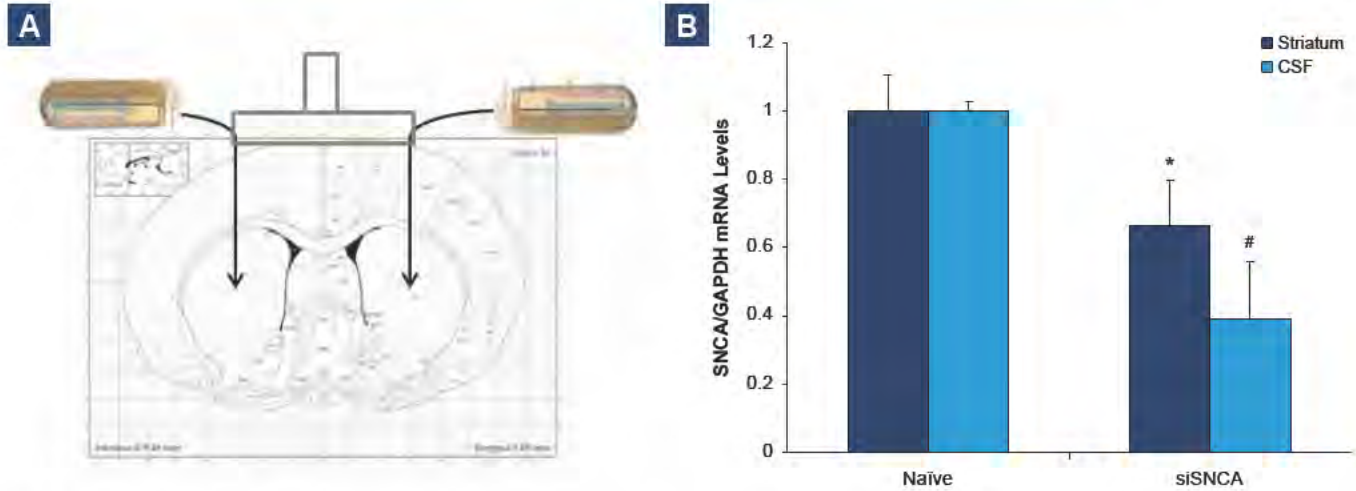 A
B
Striatum
CSF
SNCA/GAPDH mRNA Levels
1.2
1
0.8
0.6
0.4
0.2
0
*
#
Naïve
siSNCA